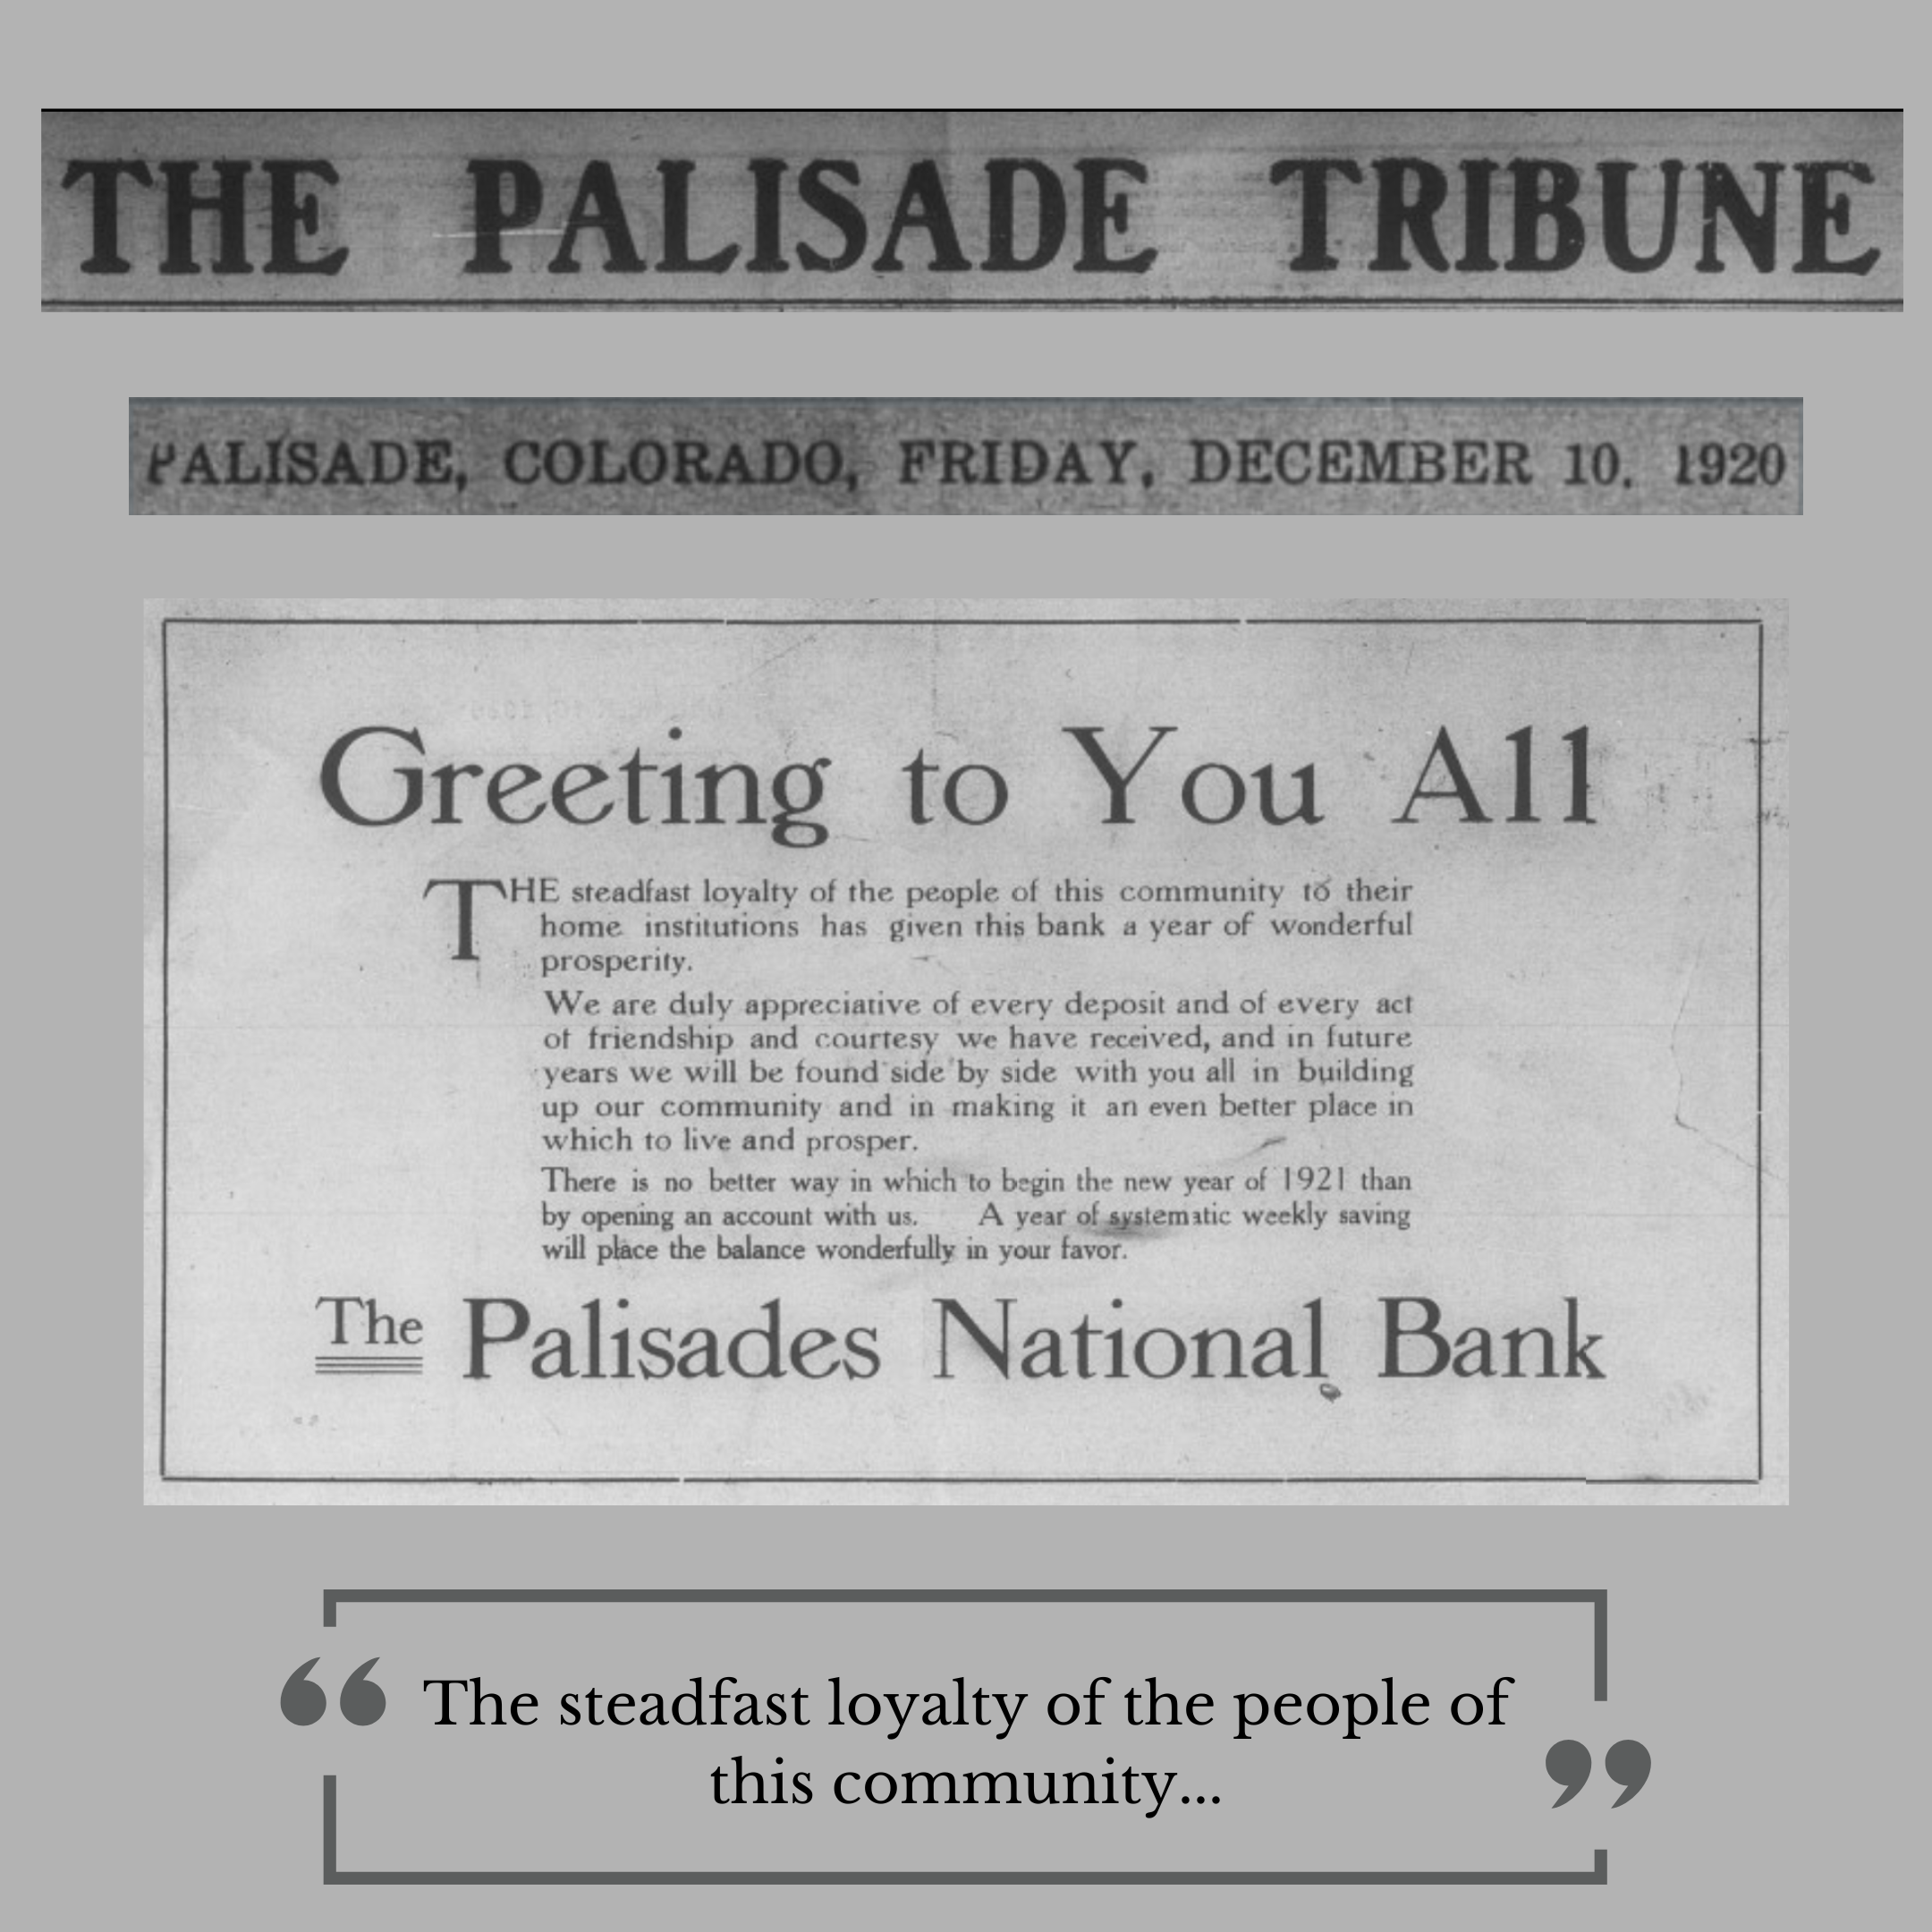 THE PALISADE TRIBUNE
PALISADE, COLORADO, FRIDAY, DECEMBER 10, 1920
Greeting to You All
THE steadfast loyalty of the people of this community to their
home institutions has given this bank a year of wonderful
prosperity.
We are duly appreciative of every deposit and of every act
of friendship and courtesy we have received, and in future
years we will be found side by side with you all in building
up our community and in making it an even better place in
which to live and prosper.
There is no better way in which to begin the new year of 1921 than
by opening an account with us. A year of systematic weekly saving
will place the balance wonderfully in your favor.
The Palisades National Bank
“The steadfast loyalty of the people of
this community...”